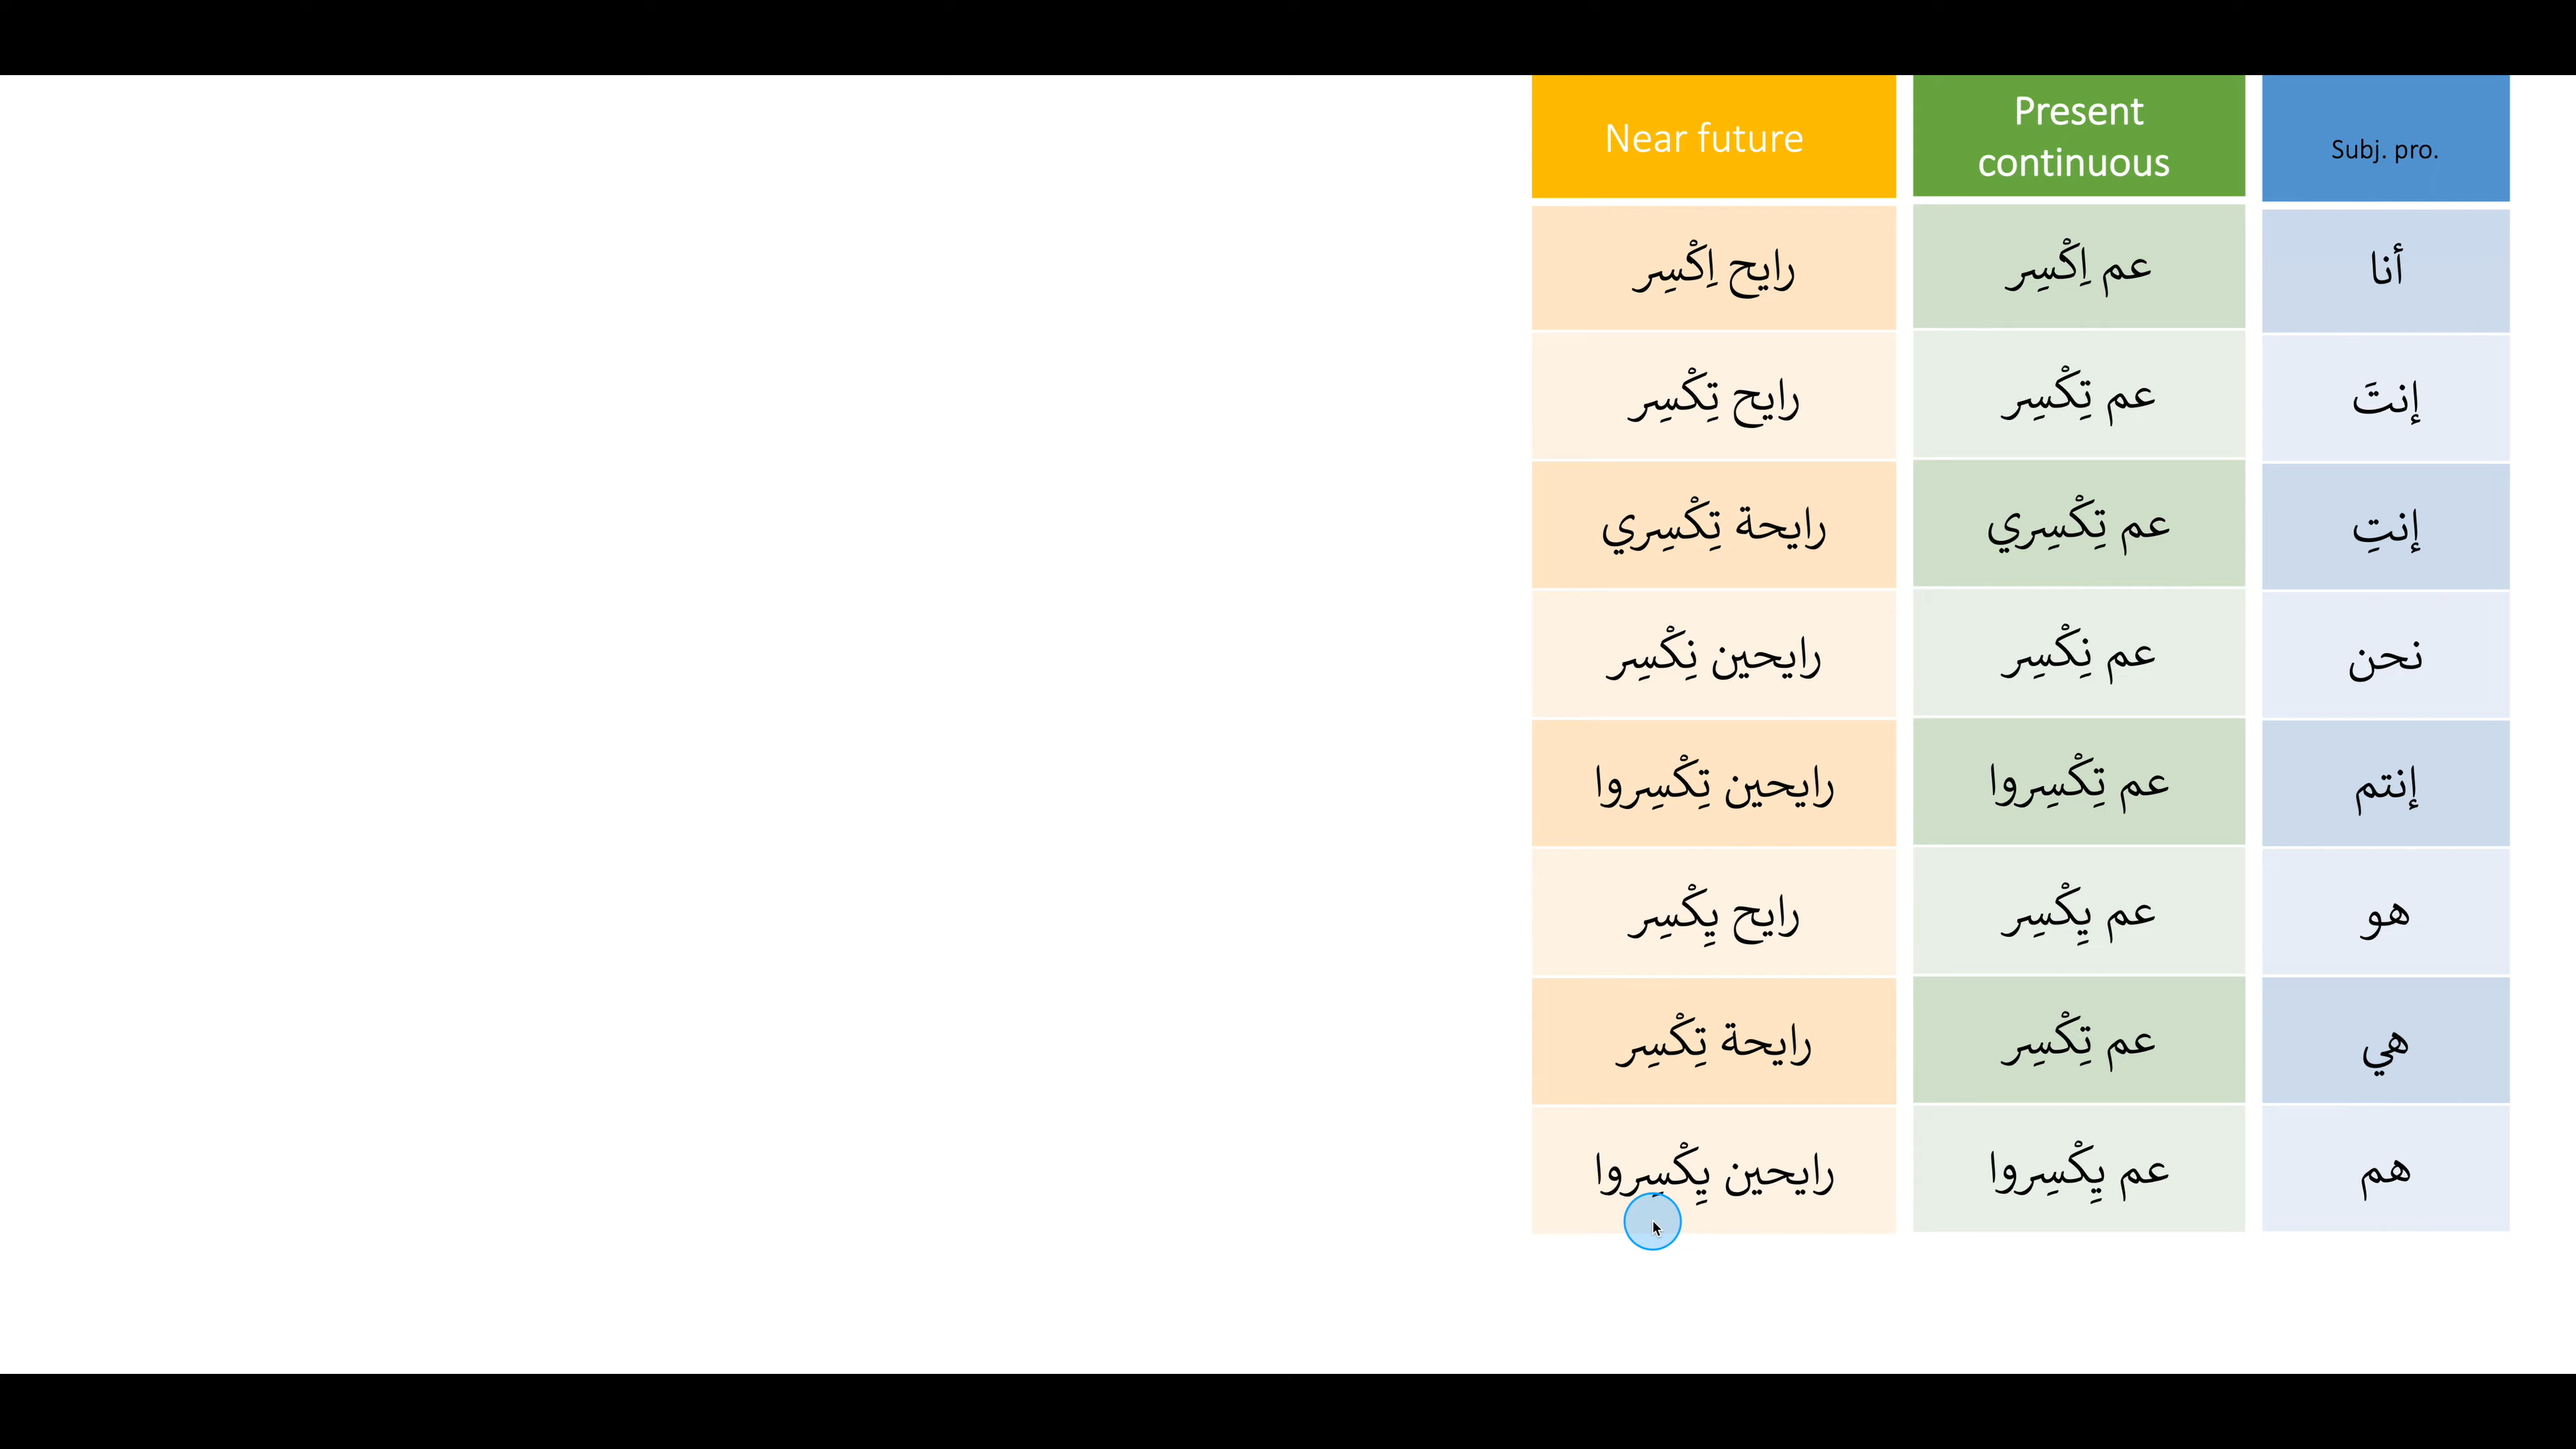 Subj. pro.
Present
continuous
Near future
أنا
عم اِكْسِر
رايح اِكْسِر
إنتَ
عم تِكْسِر
رايح تِكْسِر
إنتِ
عم تِكْسِري
رايحة تِكْسِري
نحن
عم نِكْسِر
رايحين نِكْسِر
إنتم
عم تِكْسِروا
رايحين تِكْسِروا
هو
عم يِكْسِر
رايح يِكْسِر
هي
عم تِكْسِر
رايحة تِكْسِر
هم
عم يِكْسِروا
رايحين يِكْسِروا